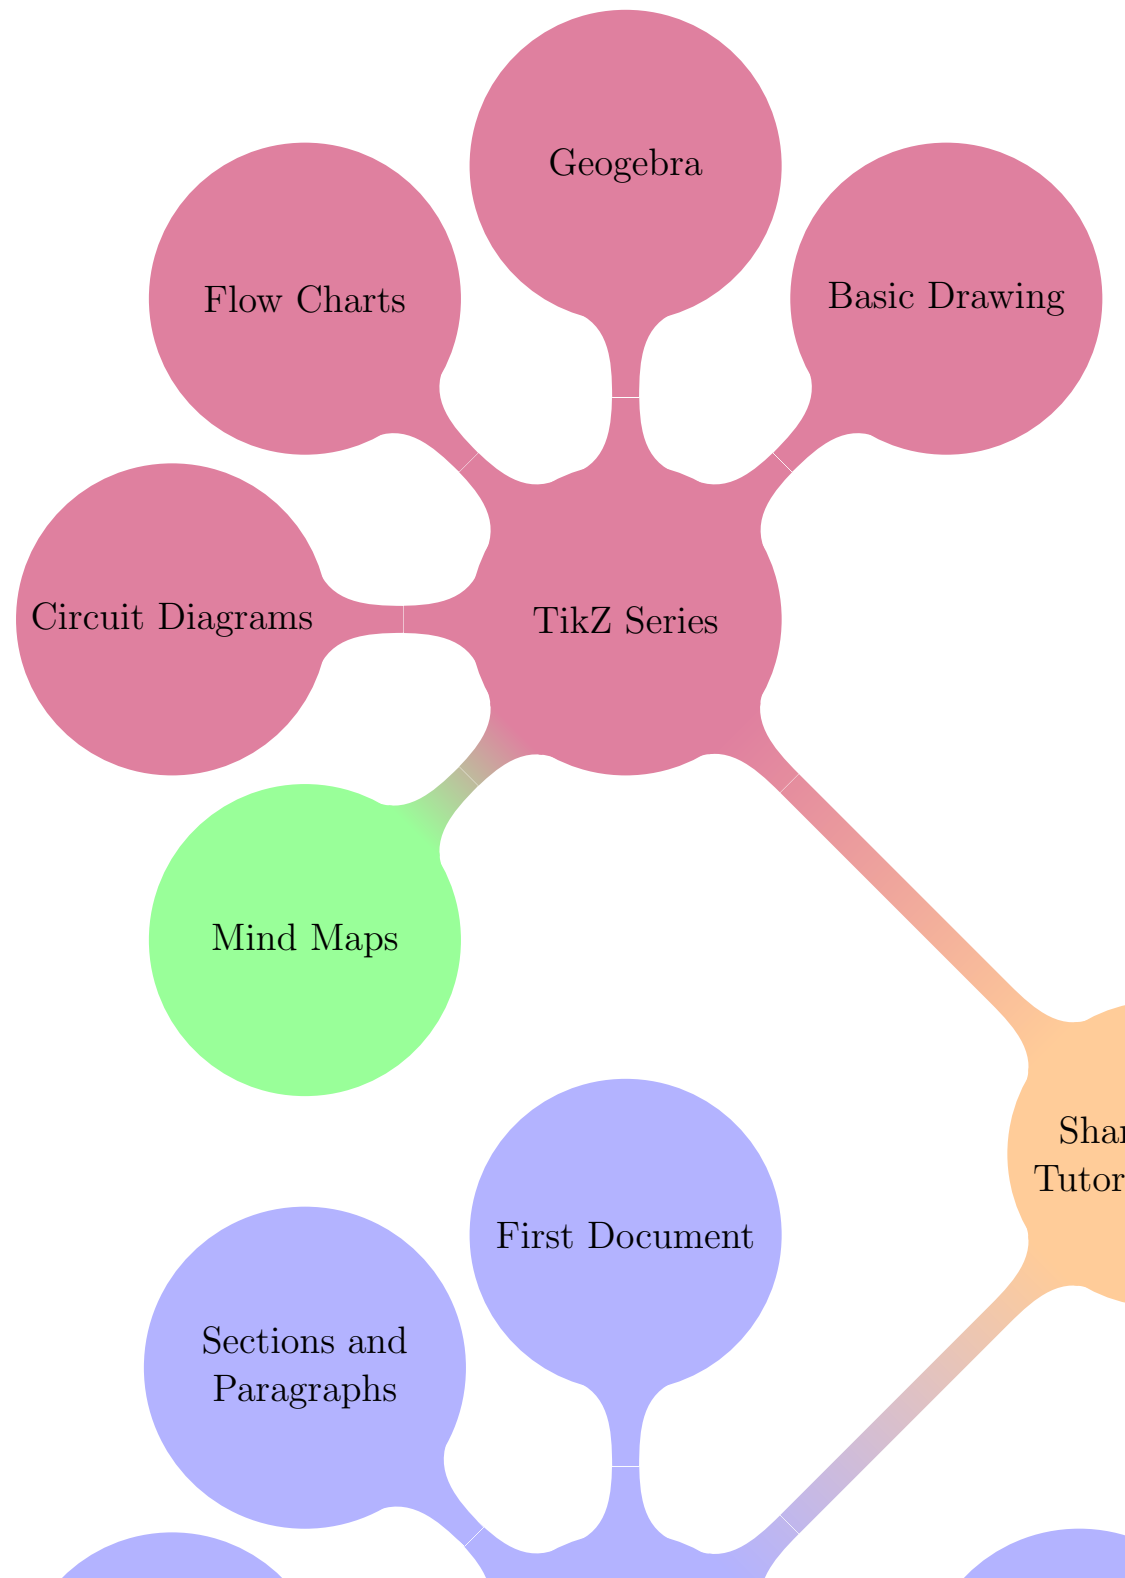 Geogebra
Flow Charts
Basic Drawing
Circuit Diagrams
TikZ Series
Mind Maps
First Document
Sections and
Paragraphs